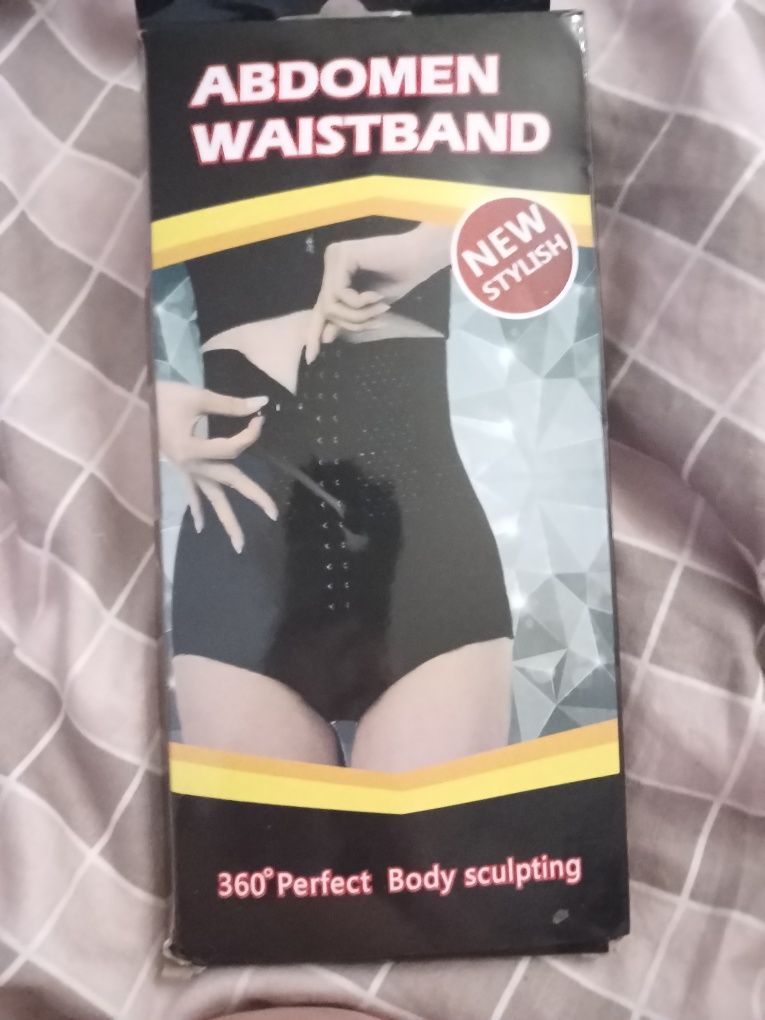 ABDOMEN
WAISTBAND
NEW
STYLISH
360°Perfect Body sculpting